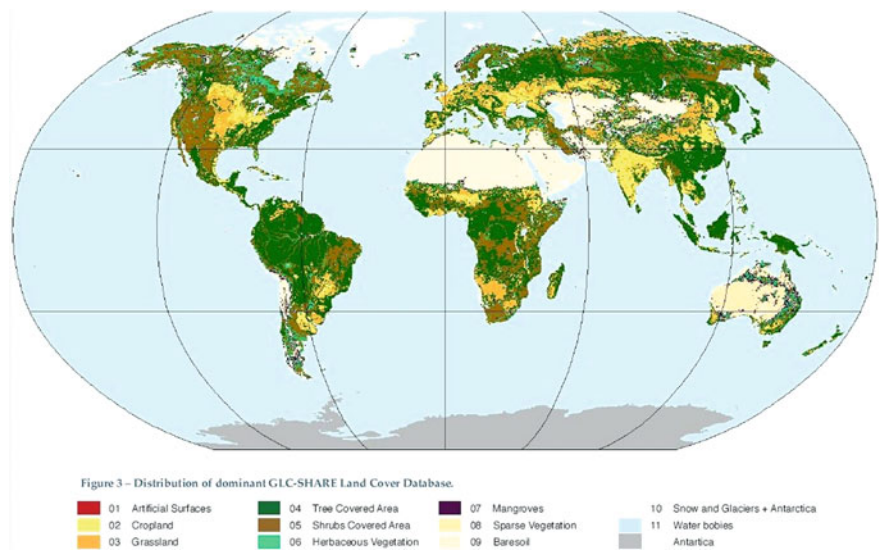 Figure 3 – Distribution of dominant GLC-SHARE Land Cover Database.
01 Artificial Surfaces
02 Cropland
03 Grassland
04 Tree Covered Area
05 Shrubs Covered Area
06 Herbaceous Vegetation
07 Mangroves
08 Sparse Vegetation
09 Baresoil
10 Snow and Glaciers + Antarctica
11 Water bobies
Antartica